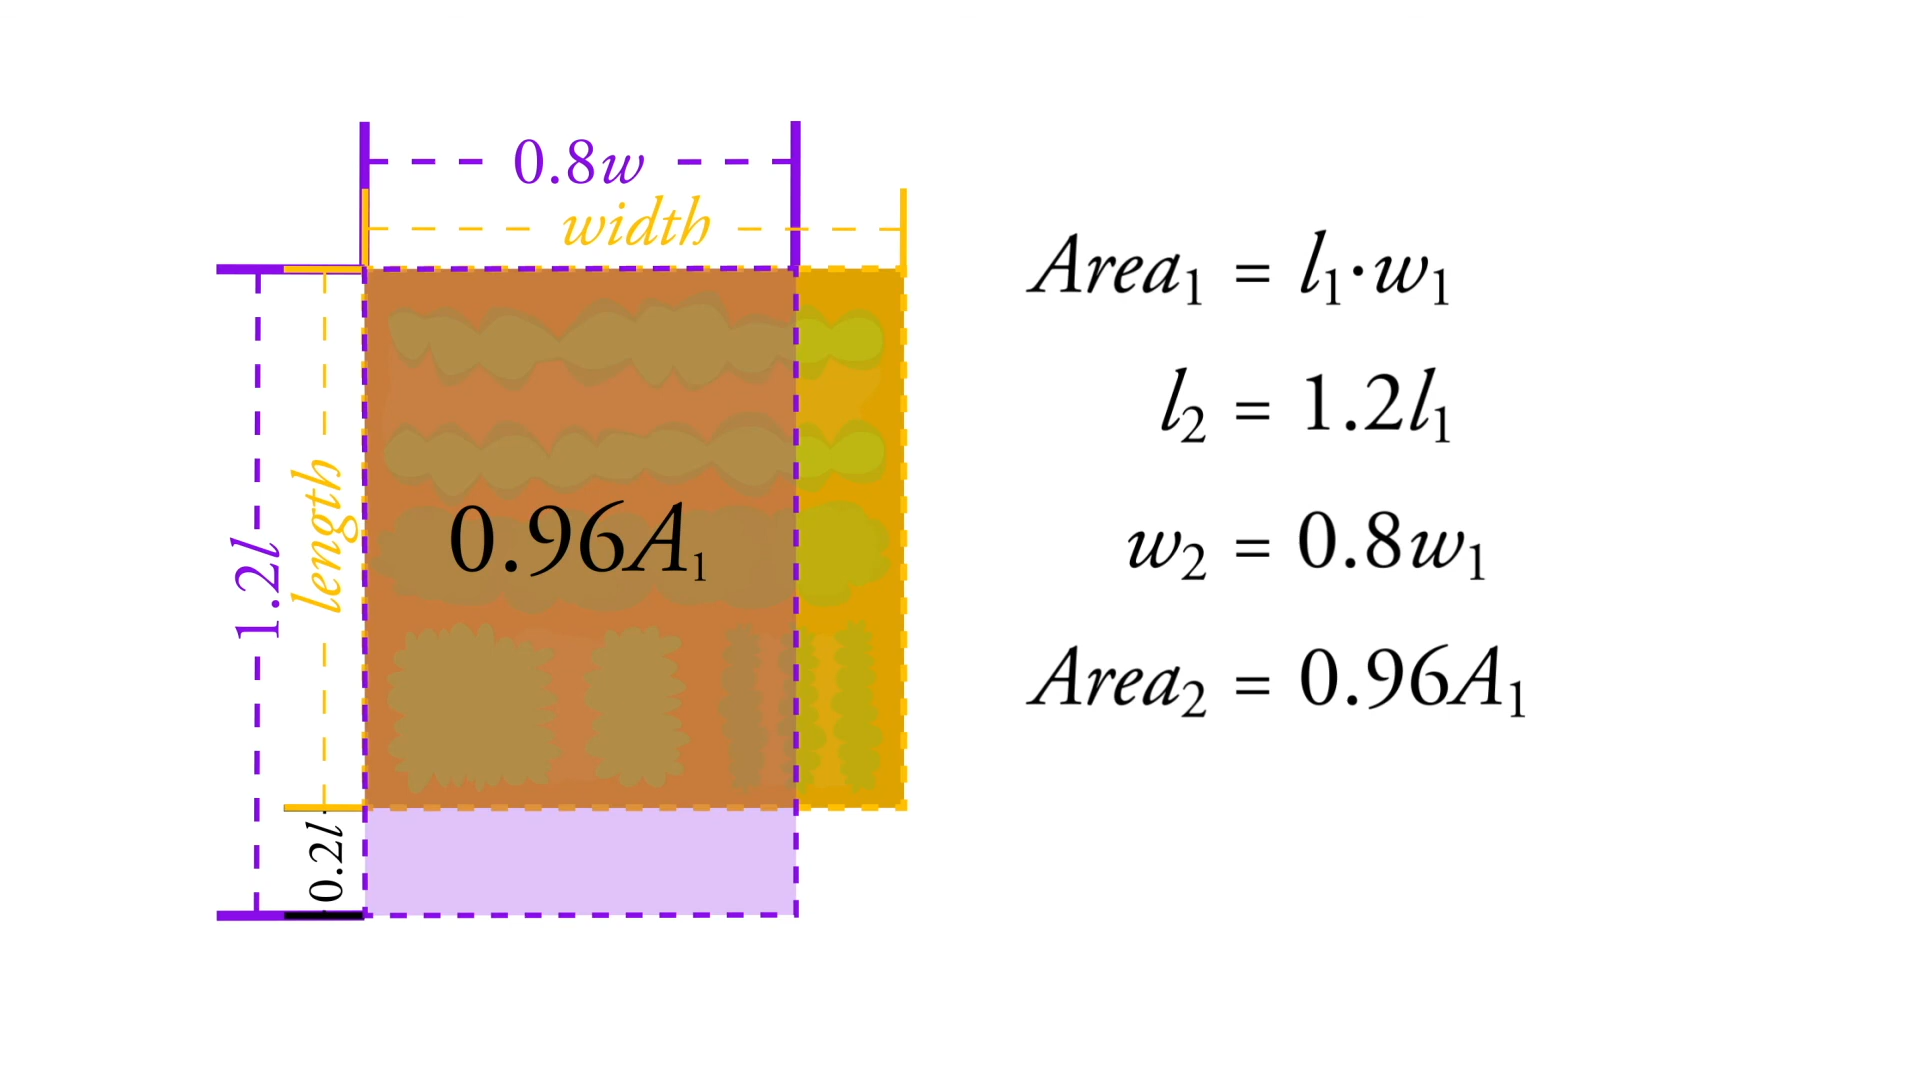 0.8w
width
1.2l
length
0.2l
0.96A₁
Area₁ = l₁·w₁
l₂ = 1.2l₁
w₂ = 0.8w₁
Area₂ = 0.96A₁